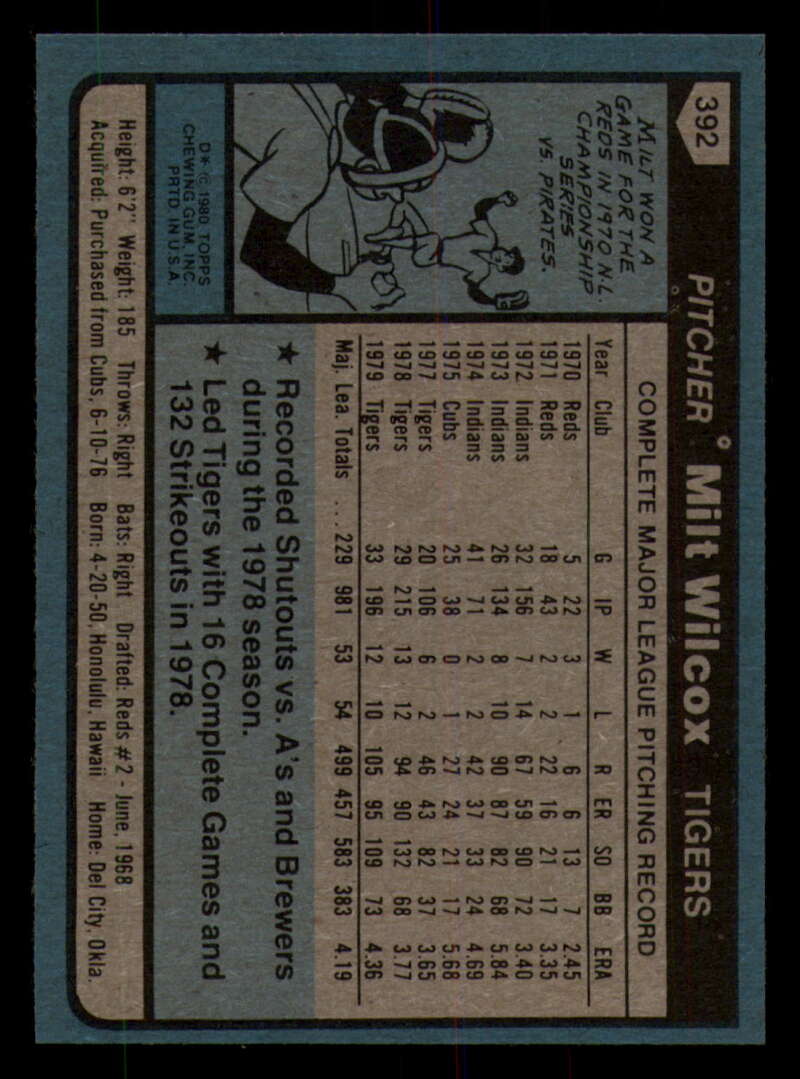 392 PITCHER Milt Wilcox TIGERS
MILT WON A
GAME FOR THE
REDS IN 1970 N.L.
CHAMPIONSHIP
SERIES
VS. PIRATES.
D*© 1980 TOPPS
CHEWING GUM, INC.
PRTD. IN U.S.A.
COMPLETE MAJOR LEAGUE PITCHING RECORD
Year Club G IP W L R ER SO BB ERA
1970 Reds 5 22 3 1 6 6 13 7 2.45
1971 Reds 18 43 2 2 22 16 21 17 3.35
1972 Indians 32 156 7 14 67 59 90 72 3.40
1973 Indians 26 134 8 10 90 87 82 68 5.84
1974 Indians 41 71 2 2 42 37 33 24 4.69
1975 Cubs 25 38 0 1 27 24 21 17 5.68
1977 Tigers 20 106 6 2 46 43 82 37 3.65
1978 Tigers 29 215 13 12 94 90 132 68 3.77
1979 Tigers 33 196 12 10 105 95 109 73 4.36
Maj. Lea. Totals ... 229 981 53 54 499 457 583 383 4.19
★ Recorded Shutouts vs. A's and Brewers
during the 1978 season.
★ Led Tigers with 16 Complete Games and
132 Strikeouts in 1978.
Height: 6'2" Weight: 185 Throws: Right Bats: Right Drafted: Reds #2 - June, 1968
Acquired: Purchased from Cubs, 6-10-76 Born: 4-20-50, Honolulu, Hawaii Home: Del City, Okla.